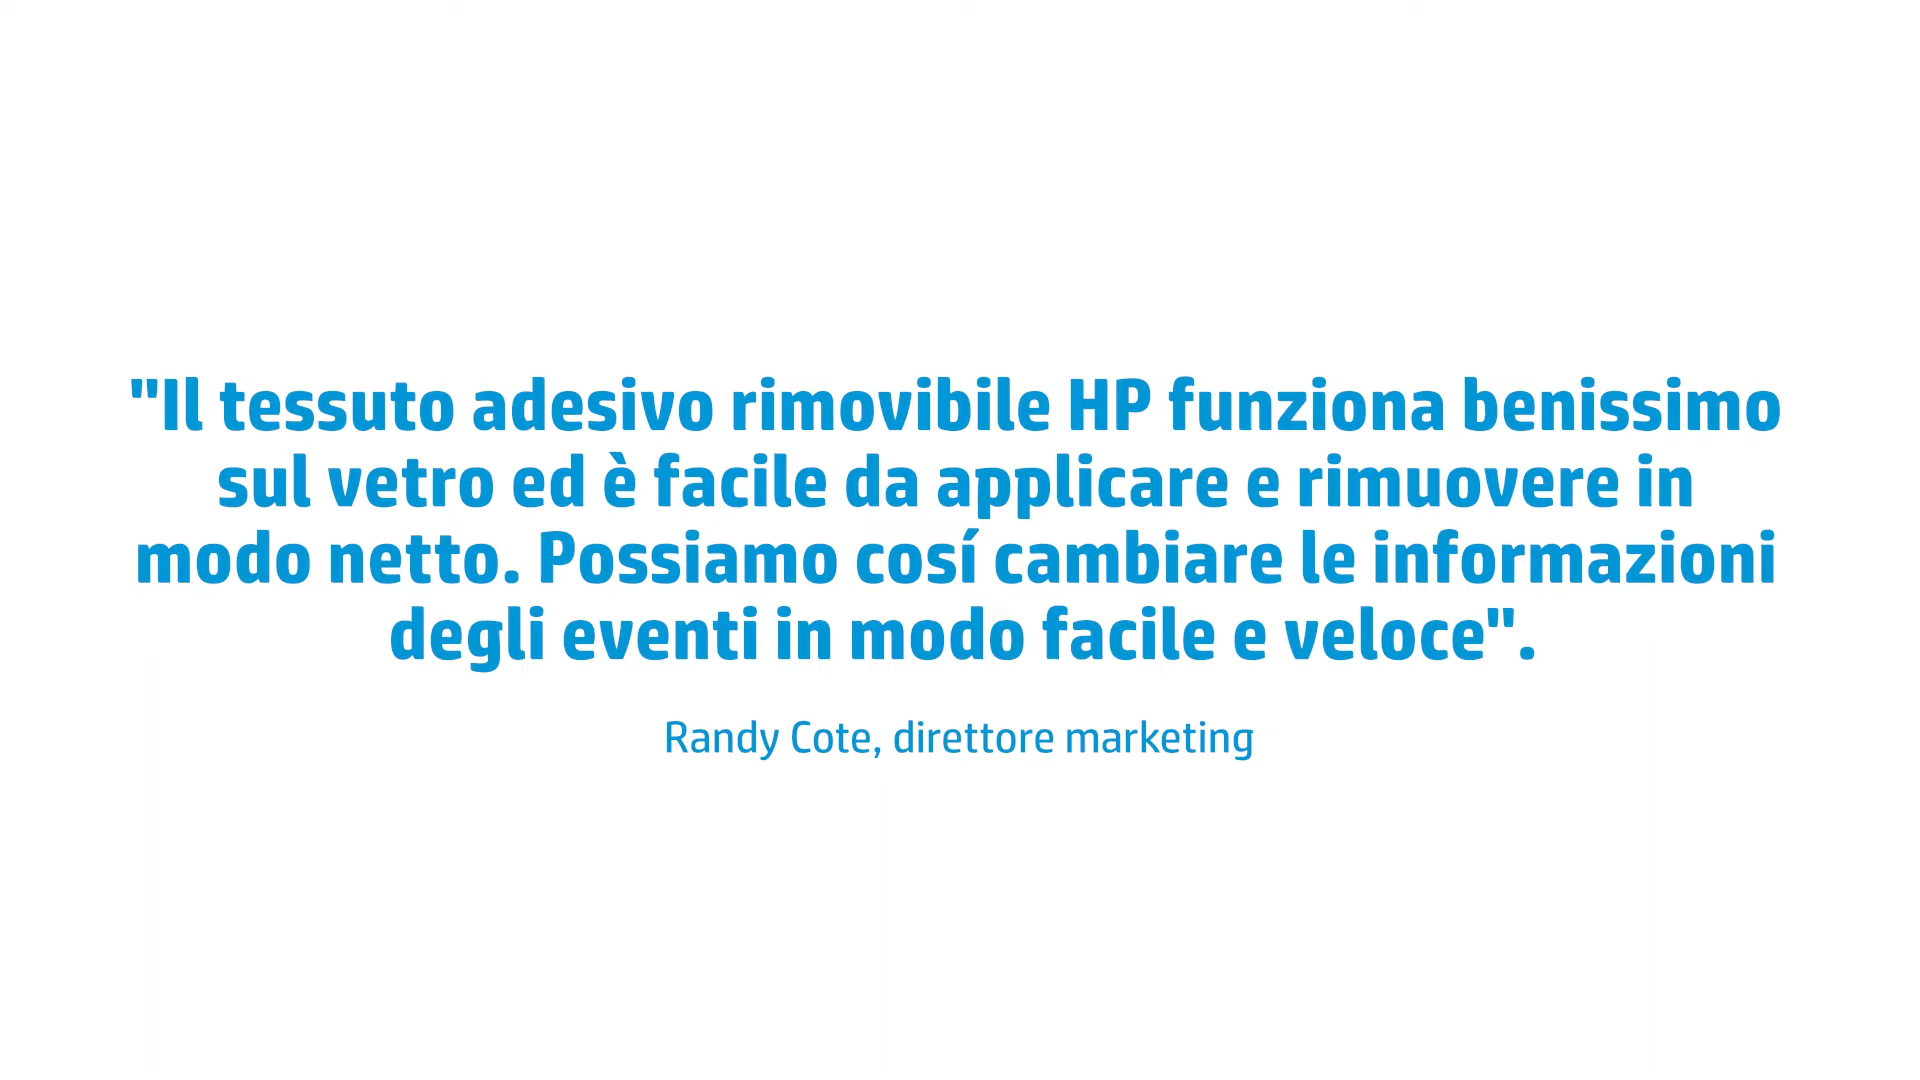 "Il tessuto adesivo rimovibile HP funziona benissimo
sul vetro ed è facile da applicare e rimuovere in
modo netto. Possiamo cosí cambiare le informazioni
degli eventi in modo facile e veloce".
Randy Cote, direttore marketing